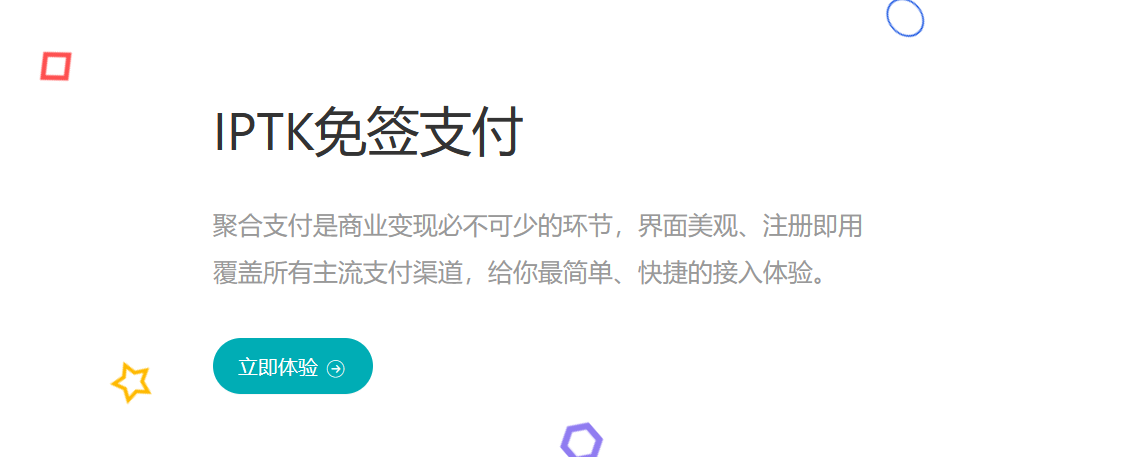 IPTK免签支付
聚合支付是商业变现必不可少的环节，界面美观、注册即用
覆盖所有主流支付渠道，给你最简单、快捷的接入体验。
立即体验